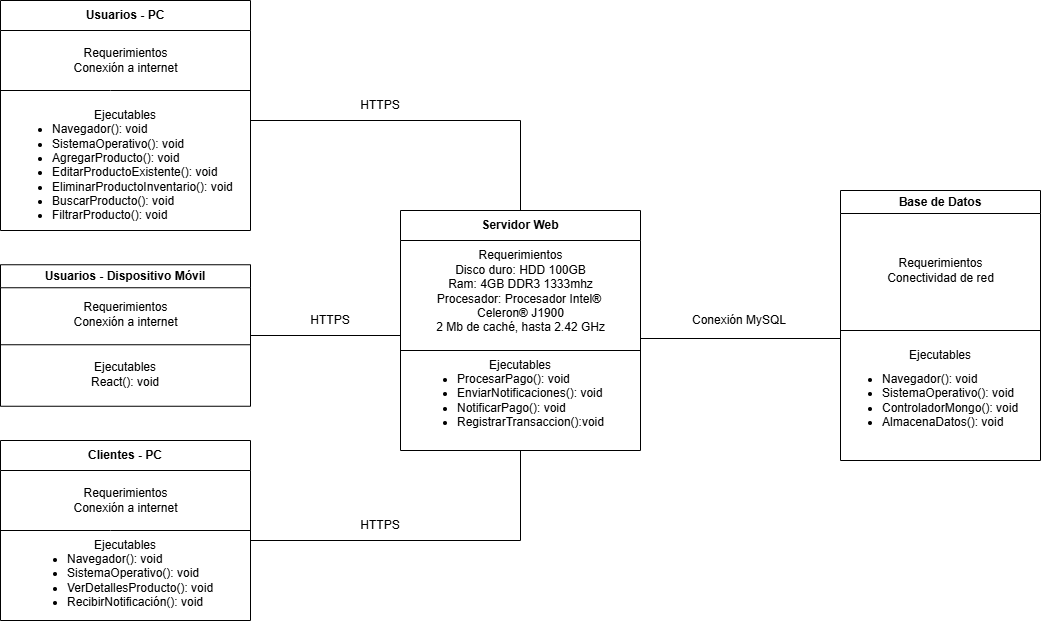 Usuarios - PC
Requerimientos
Conexión a internet
Ejecutables
Navegador(): void
SistemaOperativo(): void
AgregarProducto(): void
EditarProductoExistente(): void
EliminarProductoInventario(): void
BuscarProducto(): void
FiltrarProducto(): void
HTTPS
Usuarios - Dispositivo Móvil
Requerimientos
Conexión a internet
Ejecutables
React(): void
HTTPS
Clientes - PC
Requerimientos
Conexión a internet
Ejecutables
Navegador(): void
SistemaOperativo(): void
VerDetallesProducto(): void
RecibirNotificación(): void
HTTPS
Servidor Web
Requerimientos
Disco duro: HDD 100GB
Ram: 4GB DDR3 1333mhz
Procesador: Procesador Intel®
Celeron® J1900
2 Mb de caché, hasta 2.42 GHz
Ejecutables
ProcesarPago(): void
EnviarNotificaciones(): void
NotificarPago(): void
RegistrarTransaccion():void
Conexión MySQL
Base de Datos
Requerimientos
Conectividad de red
Ejecutables
Navegador(): void
SistemaOperativo(): void
ControladorMongo(): void
AlmacenaDatos(): void